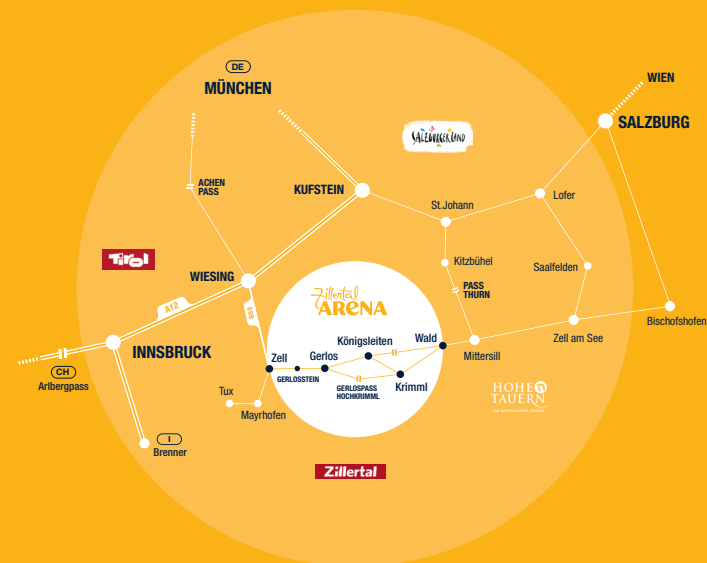 DE
MÜNCHEN
WIEN
SALZBURG
SALZBURGERLAND
ACHEN
PASS
KUFSTEIN
St.Johann
Lofer
Tirol
WIESING
Kitzbühel
Saalfelden
PASS
THURN
Zillertal
ARENA
A12
B169
INNSBRUCK
Königsleiten
Wald
Bischofshofen
Zell am See
Mittersill
Zell
Gerlos
CH
Arlbergpass
GERLOSSTEIN
GERLOSPASS
HOCHKRIMML
Krimml
Tux
Mayrhofen
HOHE
TAUERN
I
Brenner
Zillertal